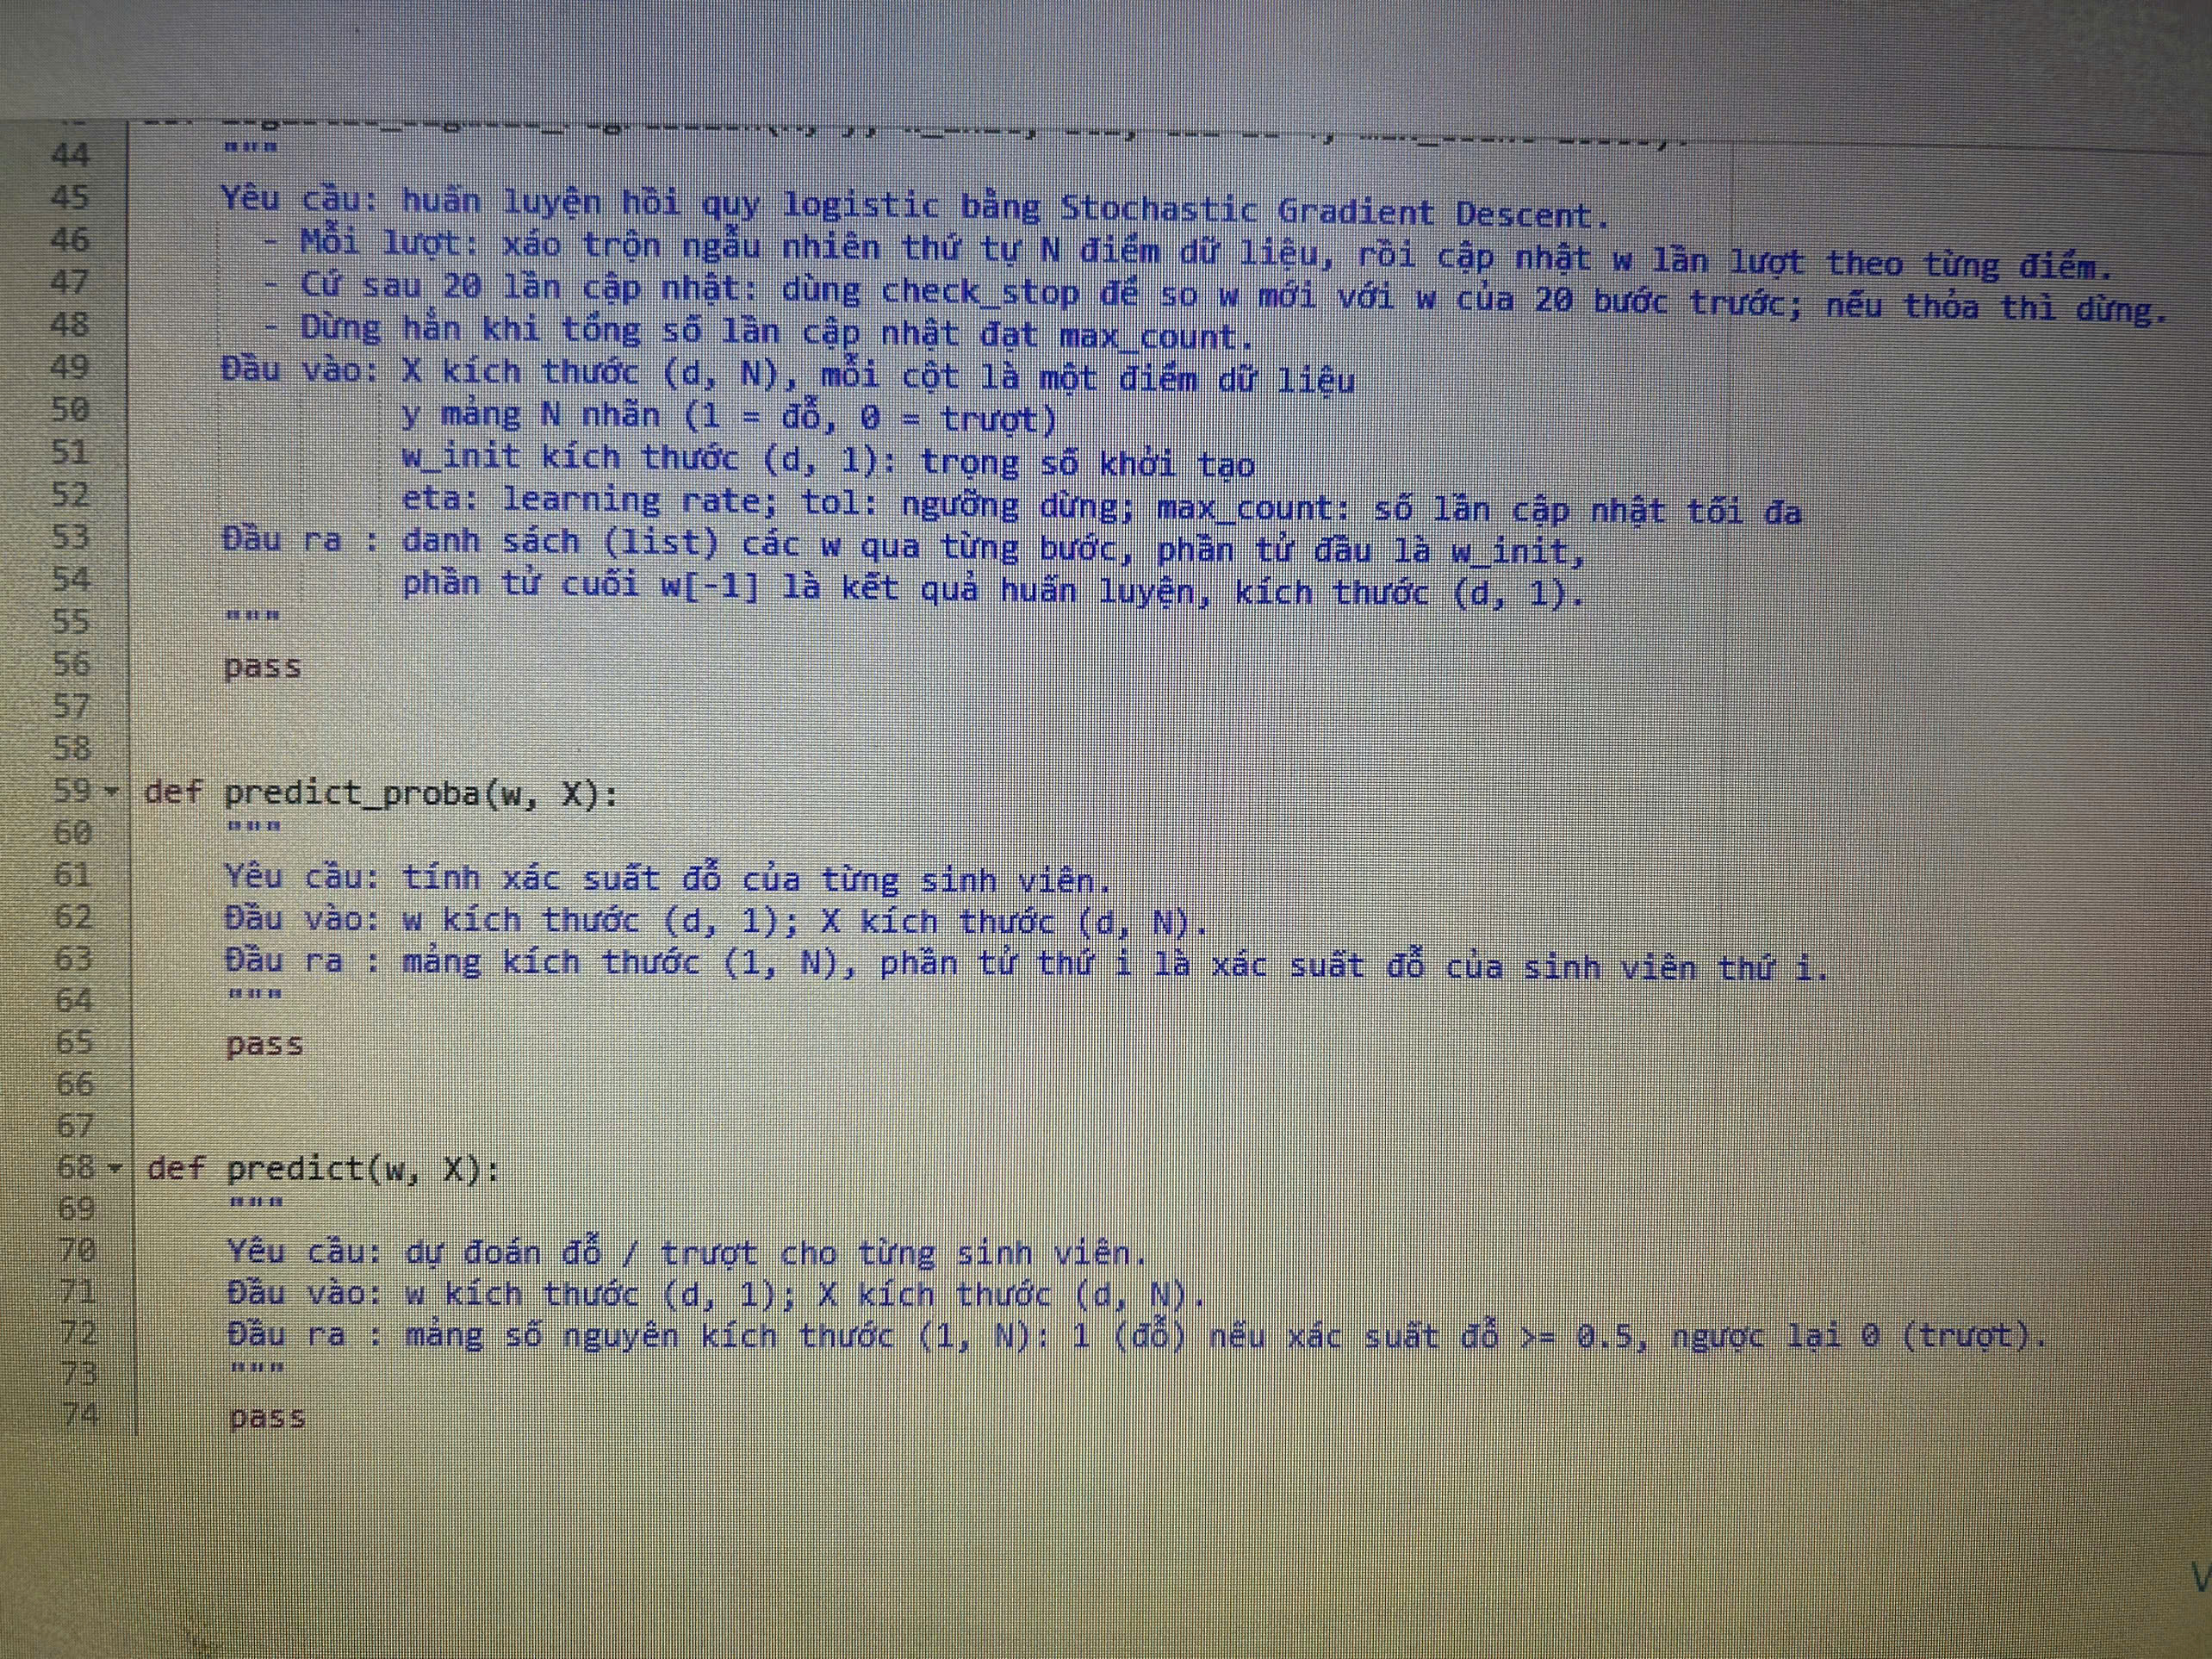 44 """
45 Yêu cầu: huấn luyện hồi quy logistic bằng Stochastic Gradient Descent.
46 - Mỗi lượt: xáo trộn ngẫu nhiên thứ tự N điểm dữ liệu, rồi cập nhật w lần lượt theo từng điểm.
47 - Cứ sau 20 lần cập nhật: dùng check_stop để so w mới với w của 20 bước trước; nếu thỏa thì dừng.
48 - Dừng hẳn khi tổng số lần cập nhật đạt max_count.
49 Đầu vào: X kích thước (d, N), mỗi cột là một điểm dữ liệu
50 y mảng N nhãn (1 = đỗ, 0 = trượt)
51 w_init kích thước (d, 1): trọng số khởi tạo
52 eta: learning rate; tol: ngưỡng dừng; max_count: số lần cập nhật tối đa
53 Đầu ra : danh sách (list) các w qua từng bước, phần tử đầu là w_init,
54 phần tử cuối w[-1] là kết quả huấn luyện, kích thước (d, 1).
55 """
56 pass
57
58
59 def predict_proba(w, X):
60 """
61 Yêu cầu: tính xác suất đỗ của từng sinh viên.
62 Đầu vào: w kích thước (d, 1); X kích thước (d, N).
63 Đầu ra : mảng kích thước (1, N), phần tử thứ i là xác suất đỗ của sinh viên thứ i.
64 """
65 pass
66
67
68 def predict(w, X):
69 """
70 Yêu cầu: dự đoán đỗ / trượt cho từng sinh viên.
71 Đầu vào: w kích thước (d, 1); X kích thước (d, N).
72 Đầu ra : mảng số nguyên kích thước (1, N): 1 (đỗ) nếu xác suất đỗ >= 0.5, ngược lại 0 (trượt).
73 """
74 pass